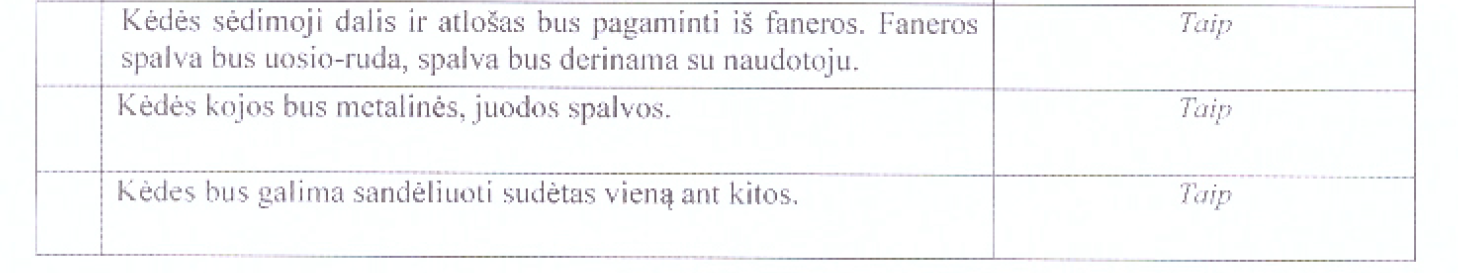 Kėdės sėdimoji dalis ir atlošas bus pagaminti iš faneros. Faneros Taip
spalva bus uosio-ruda, spalva bus derinama su naudotoju.
Kėdės kojos bus metalinės, juodos spalvos. Taip
Kėdes bus galima sandėliuoti sudėtas vieną ant kitos. Taip